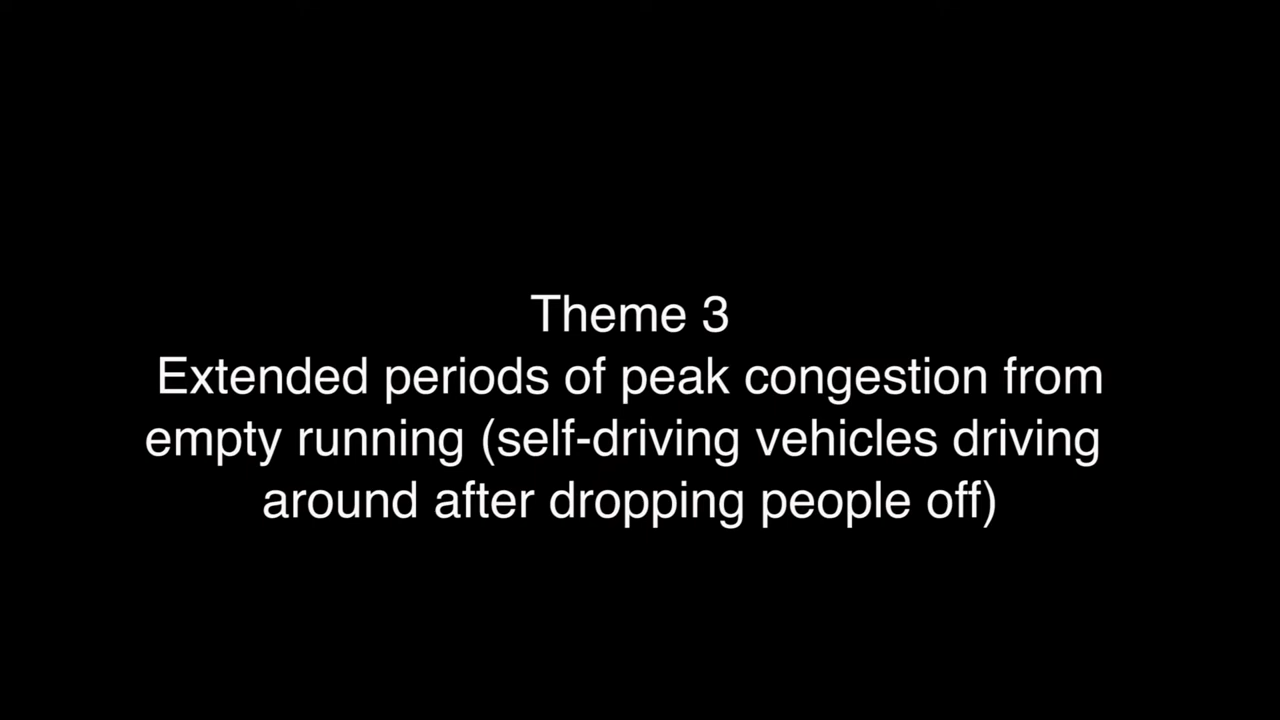 Theme 3
Extended periods of peak congestion from
empty running (self-driving vehicles driving
around after dropping people off)